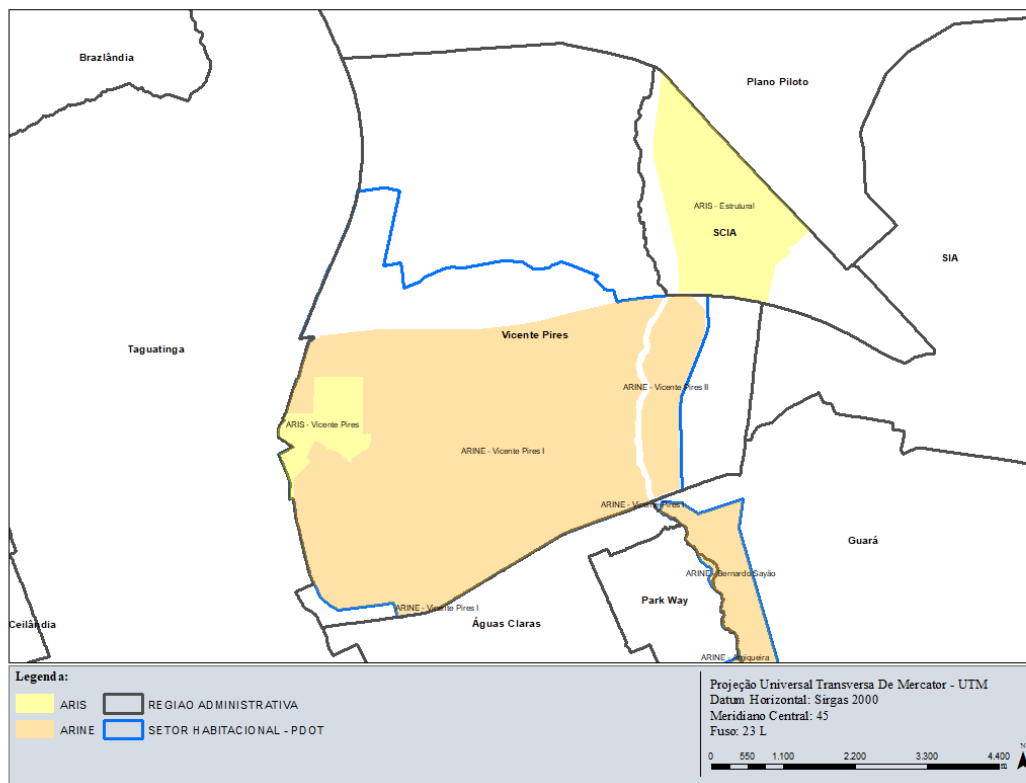 Brazlândia
Plano Piloto
ARIS - Estrutural
SCIA
SIA
Vicente Pires
Taguatinga
ARINE - Vicente Pires II
ARIS - Vicente Pires
ARINE - Vicente Pires I
ARINE - Vicente Pires I
Guará
ARINE - Bernardo Sayão
Park Way
ARINE - Vicente Pires I
Ceilândia
Águas Claras
ARINE - Arniqueira
Legenda:
ARIS
REGIAO ADMINISTRATIVA
ARINE
SETOR HABITACIONAL - PDOT
Projeção Universal Transversa De Mercator - UTM
Datum Horizontal: Sirgas 2000
Meridiano Central: 45
Fuso: 23 L
0 550 1.100 2.200 3.300 4.400
N